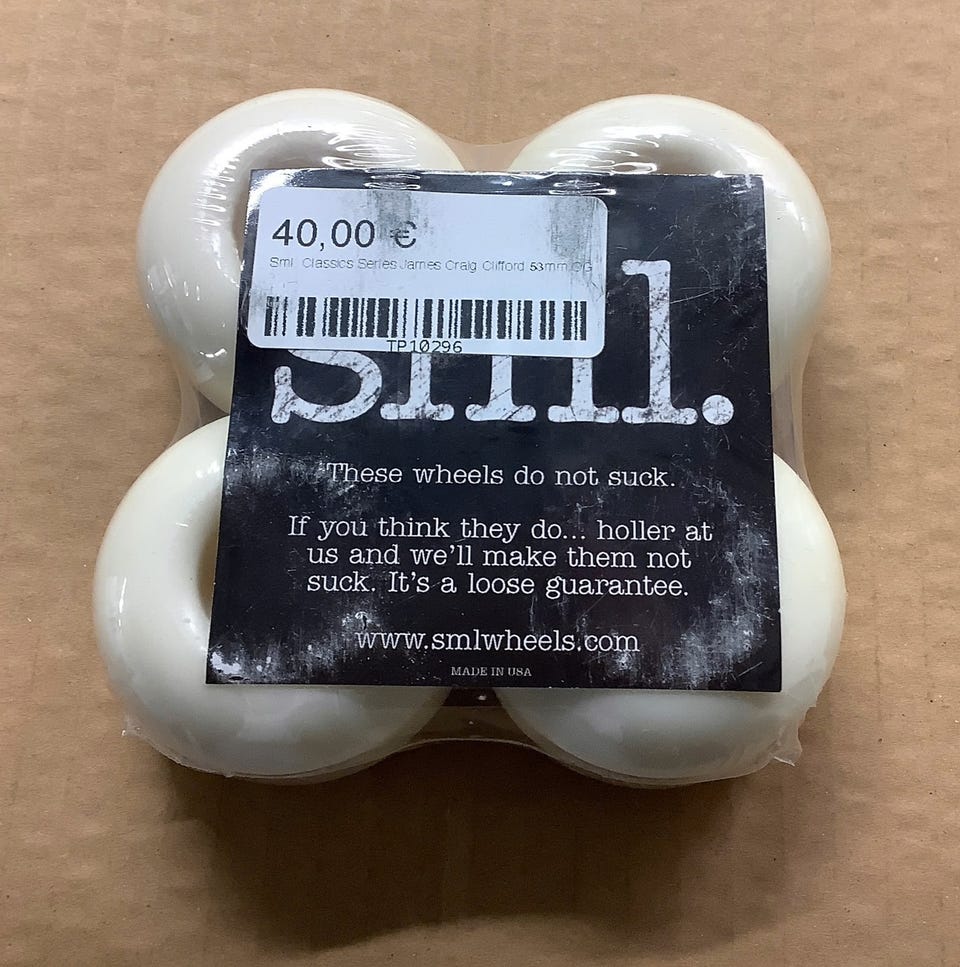 40,00 €
Sml. Classics Series James Craig Clifford 53mm OG
TP10296
sml.
These wheels do not suck.
If you think they do... holler at
us and we'll make them not
suck. It's a loose guarantee.
www.smlwheels.com
MADE IN USA